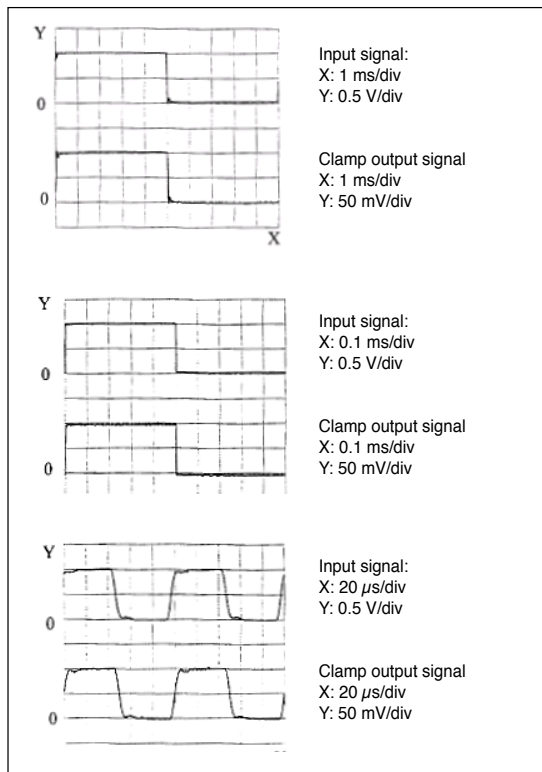 Y
0
Input signal:
X: 1 ms/div
Y: 0.5 V/div
0
X
Clamp output signal
X: 1 ms/div
Y: 50 mV/div
Y
0
Input signal:
X: 0.1 ms/div
Y: 0.5 V/div
0
Clamp output signal
X: 0.1 ms/div
Y: 50 mV/div
Y
0
Input signal:
X: 20 µs/div
Y: 0.5 V/div
0
Clamp output signal
X: 20 µs/div
Y: 50 mV/div